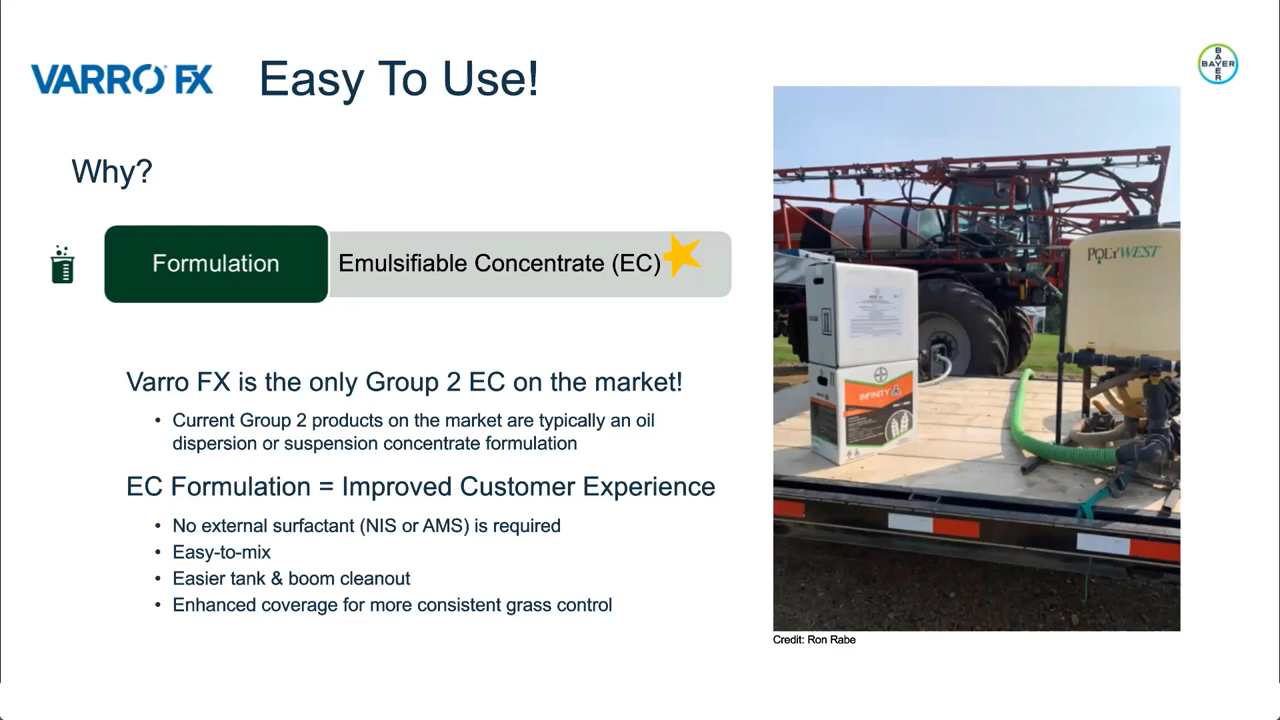 VARRO FX
Easy To Use!
BAYER
BAYER
Why?
Formulation
Emulsifiable Concentrate (EC)
Varro FX is the only Group 2 EC on the market!
• Current Group 2 products on the market are typically an oil
dispersion or suspension concentrate formulation
EC Formulation = Improved Customer Experience
• No external surfactant (NIS or AMS) is required
• Easy-to-mix
• Easier tank & boom cleanout
• Enhanced coverage for more consistent grass control
POLYWEST
INFINITY
Credit: Ron Rabe